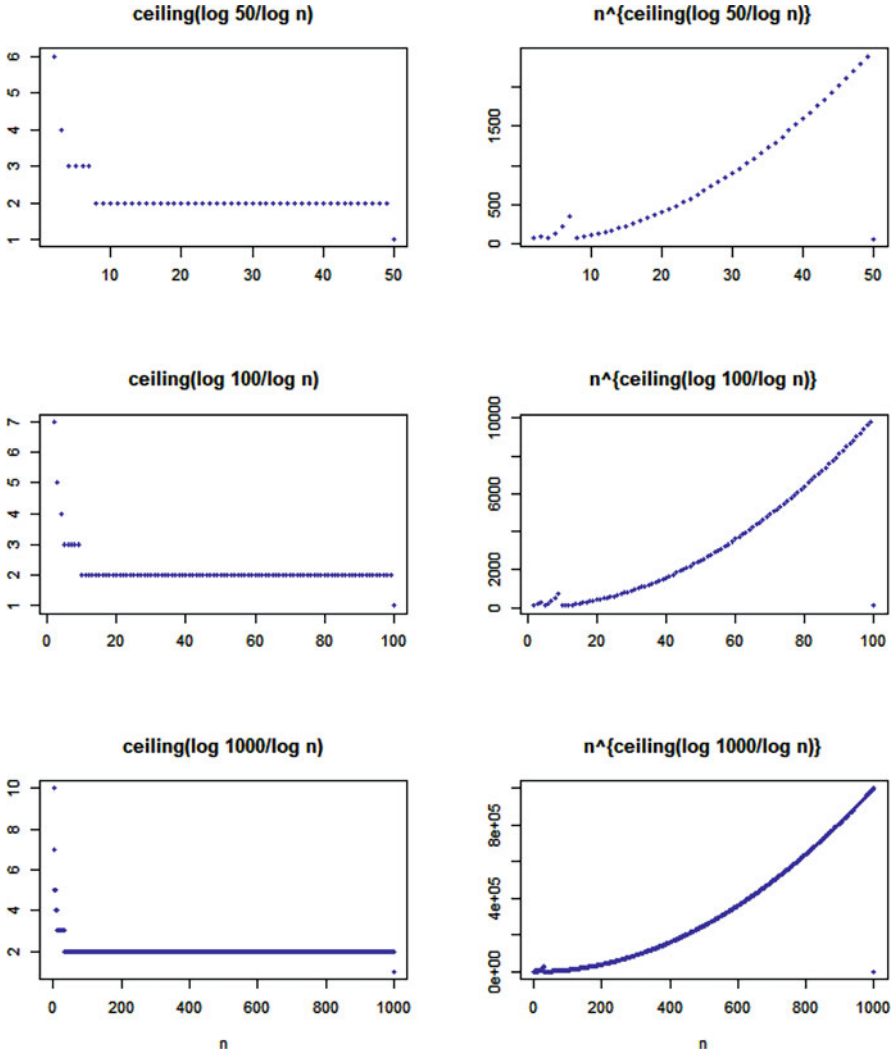 ceiling(log 50/log n)
6
5
4
3
2
1
10 20 30 40 50
n^{ceiling(log 50/log n)}
1500
500
0
10 20 30 40 50
ceiling(log 100/log n)
7
6
5
4
3
2
1
0 20 40 60 80 100
n^{ceiling(log 100/log n)}
10000
6000
2000
0
0 20 40 60 80 100
ceiling(log 1000/log n)
10
8
6
4
2
0 200 400 600 800 1000
n
n^{ceiling(log 1000/log n)}
8e+05
4e+05
0e+00
0 200 400 600 800 1000
n